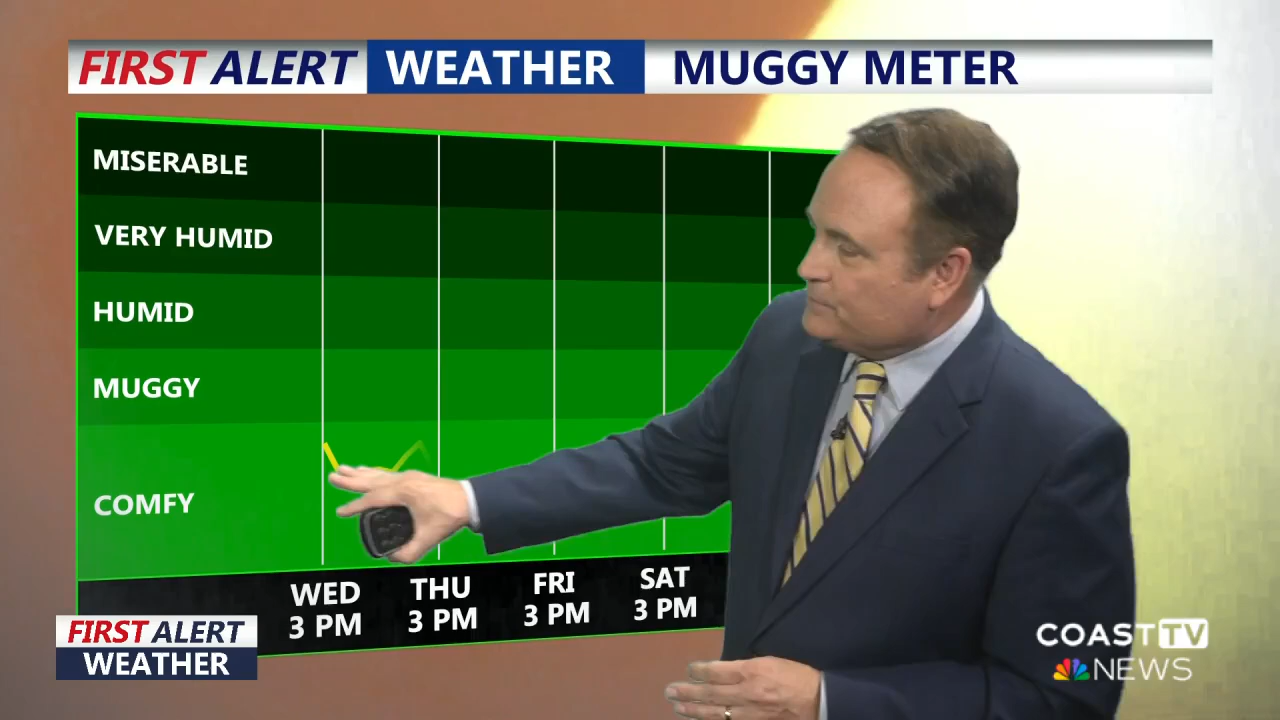 FIRST ALERT WEATHER MUGGY METER
MISERABLE
VERY HUMID
HUMID
MUGGY
COMFY
WED THU FRI SAT
3 PM 3 PM 3 PM 3 PM
FIRST ALERT
WEATHER
COAST TV
NEWS